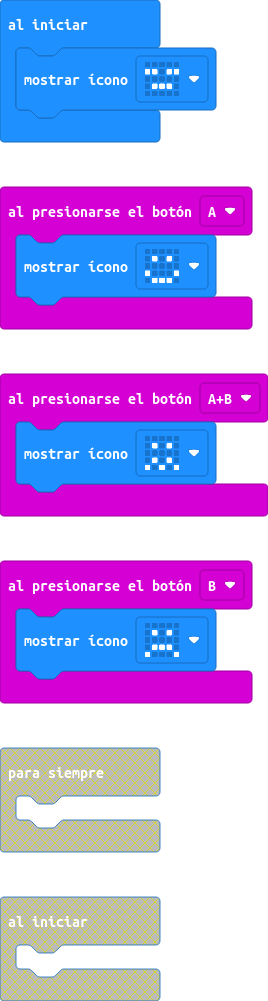 al iniciar
mostrar ícono
al presionarse el botón A
mostrar ícono
al presionarse el botón A+B
mostrar ícono
al presionarse el botón B
mostrar ícono
para siempre
al iniciar